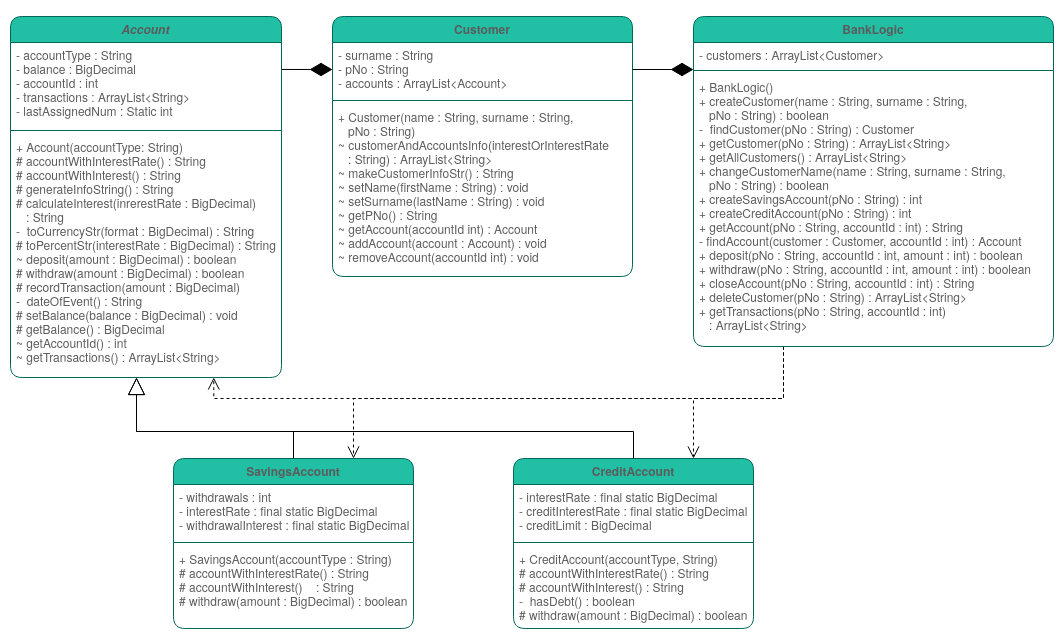 Account
- accountType : String
- balance : BigDecimal
- accountId : int
- transactions : ArrayList<String>
- lastAssignedNum : Static int
+ Account(accountType: String)
# accountWithInterestRate() : String
# accountWithInterest() : String
# generateInfoString() : String
# calculateInterest(inrerestRate : BigDecimal)
: String
- toCurrencyStr(format : BigDecimal) : String
# toPercentStr(interestRate : BigDecimal) : String
~ deposit(amount : BigDecimal) : boolean
# withdraw(amount : BigDecimal) : boolean
# recordTransaction(amount : BigDecimal)
- dateOfEvent() : String
# setBalance(balance : BigDecimal) : void
# getBalance() : BigDecimal
~ getAccountId() : int
~ getTransactions() : ArrayList<String>
Customer
- surname : String
- pNo : String
- accounts : ArrayList<Account>
+ Customer(name : String, surname : String,
pNo : String)
~ customerAndAccountsInfo(interestOrInterestRate
: String) : ArrayList<String>
~ makeCustomerInfoStr() : String
~ setName(firstName : String) : void
~ setSurname(lastName : String) : void
~ getPNo() : String
~ getAccount(accountId int) : Account
~ addAccount(account : Account) : void
~ removeAccount(accountId int) : void
BankLogic
- customers : ArrayList<Customer>
+ BankLogic()
+ createCustomer(name : String, surname : String,
pNo : String) : boolean
- findCustomer(pNo : String) : Customer
+ getCustomer(pNo : String) : ArrayList<String>
+ getAllCustomers() : ArrayList<String>
+ changeCustomerName(name : String, surname : String,
pNo : String) : boolean
+ createSavingsAccount(pNo : String) : int
+ createCreditAccount(pNo : String) : int
+ getAccount(pNo : String, accountId : int) : String
- findAccount(customer : Customer, accountId : int) : Account
+ deposit(pNo : String, accountId : int, amount : int) : boolean
+ withdraw(pNo : String, accountId : int, amount : int) : boolean
+ closeAccount(pNo : String, accountId : int) : String
+ deleteCustomer(pNo : String) : ArrayList<String>
+ getTransactions(pNo : String, accountId : int)
: ArrayList<String>
SavingsAccount
- withdrawals : int
- interestRate : final static BigDecimal
- withdrawalInterest : final static BigDecimal
+ SavingsAccount(accountType : String)
# accountWithInterestRate() : String
# accountWithInterest() : String
# withdraw(amount : BigDecimal) : boolean
CreditAccount
- interestRate : final static BigDecimal
- creditInterestRate : final static BigDecimal
- creditLimit : BigDecimal
+ CreditAccount(accountType, String)
# accountWithInterestRate() : String
# accountWithInterest() : String
- hasDebt() : boolean
# withdraw(amount : BigDecimal) : boolean